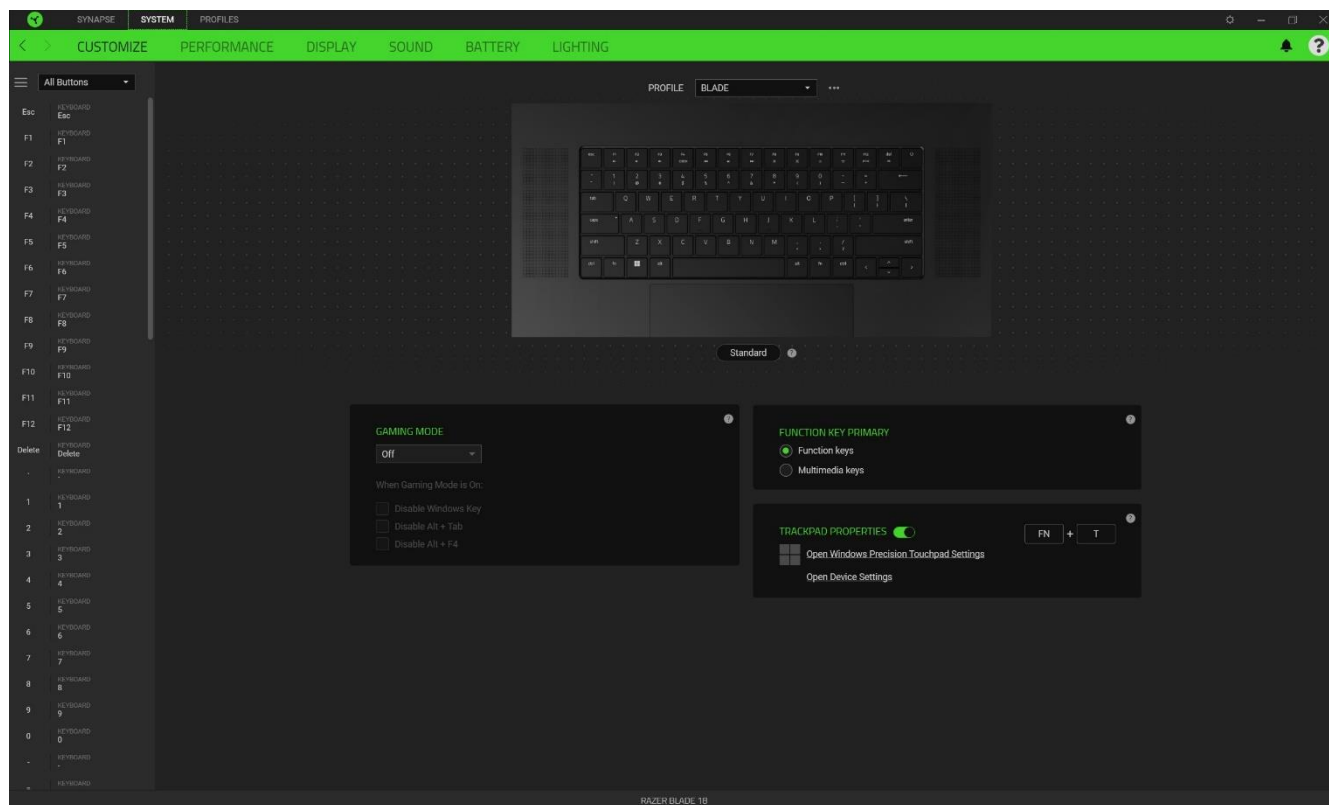 SYNAPSE SYSTEM PROFILES
CUSTOMIZE PERFORMANCE DISPLAY SOUND BATTERY LIGHTING
All Buttons
PROFILE BLADE
Esc KEYBOARD Esc
F1 KEYBOARD F1
F2 KEYBOARD F2
F3 KEYBOARD F3
F4 KEYBOARD F4
F5 KEYBOARD F5
F6 KEYBOARD F6
F7 KEYBOARD F7
F8 KEYBOARD F8
F9 KEYBOARD F9
F10 KEYBOARD F10
F11 KEYBOARD F11
F12 KEYBOARD F12
Delete KEYBOARD Delete
KEYBOARD
1 KEYBOARD 1
2 KEYBOARD 2
3 KEYBOARD 3
4 KEYBOARD 4
5 KEYBOARD 5
6 KEYBOARD 6
7 KEYBOARD 7
8 KEYBOARD 8
9 KEYBOARD 9
0 KEYBOARD 0
- KEYBOARD -
KEYBOARD
Q W E R T Y U I O P
A S D F G H J K L
Z X C V B N M
Standard
GAMING MODE
Off
When Gaming Mode is On:
Disable Windows Key
Disable Alt + Tab
Disable Alt + F4
FUNCTION KEY PRIMARY
Function keys
Multimedia keys
TRACKPAD PROPERTIES FN + T
Open Windows Precision Touchpad Settings
Open Device Settings
RAZER BLADE 18